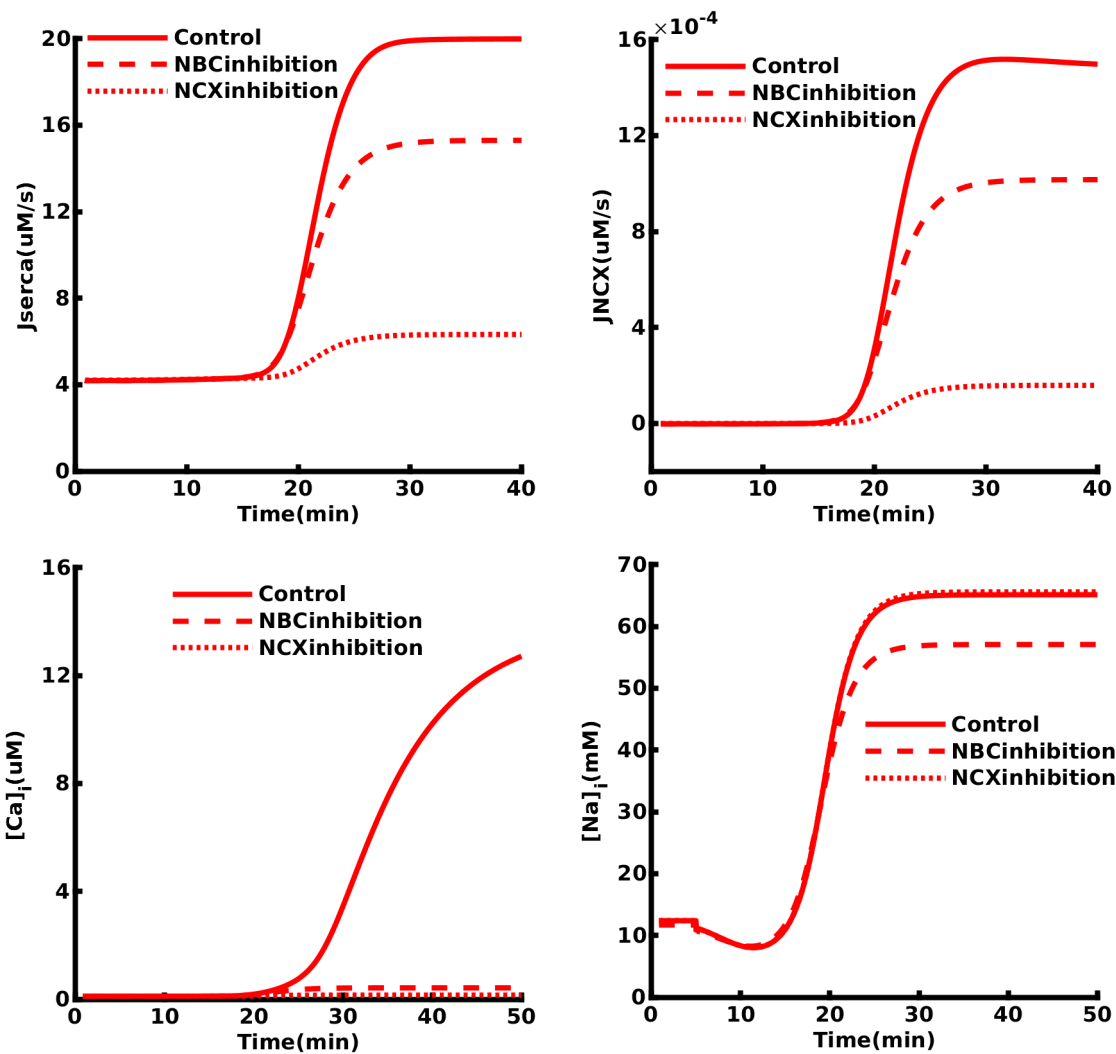 20
16
12
8
4
0
Jserca(uM/s)
Control
NBCinhibition
NCXinhibition
0 10 20 30 40
Time(min)
×10-4
16
12
8
4
0
JNCX(uM/s)
Control
NBCinhibition
NCXinhibition
0 10 20 30 40
Time(min)
16
12
8
4
0
[Ca]i(uM)
Control
NBCinhibition
NCXinhibition
0 10 20 30 40 50
Time(min)
70
60
50
40
30
20
10
0
[Na]i(mM)
Control
NBCinhibition
NCXinhibition
0 10 20 30 40 50
Time(min)